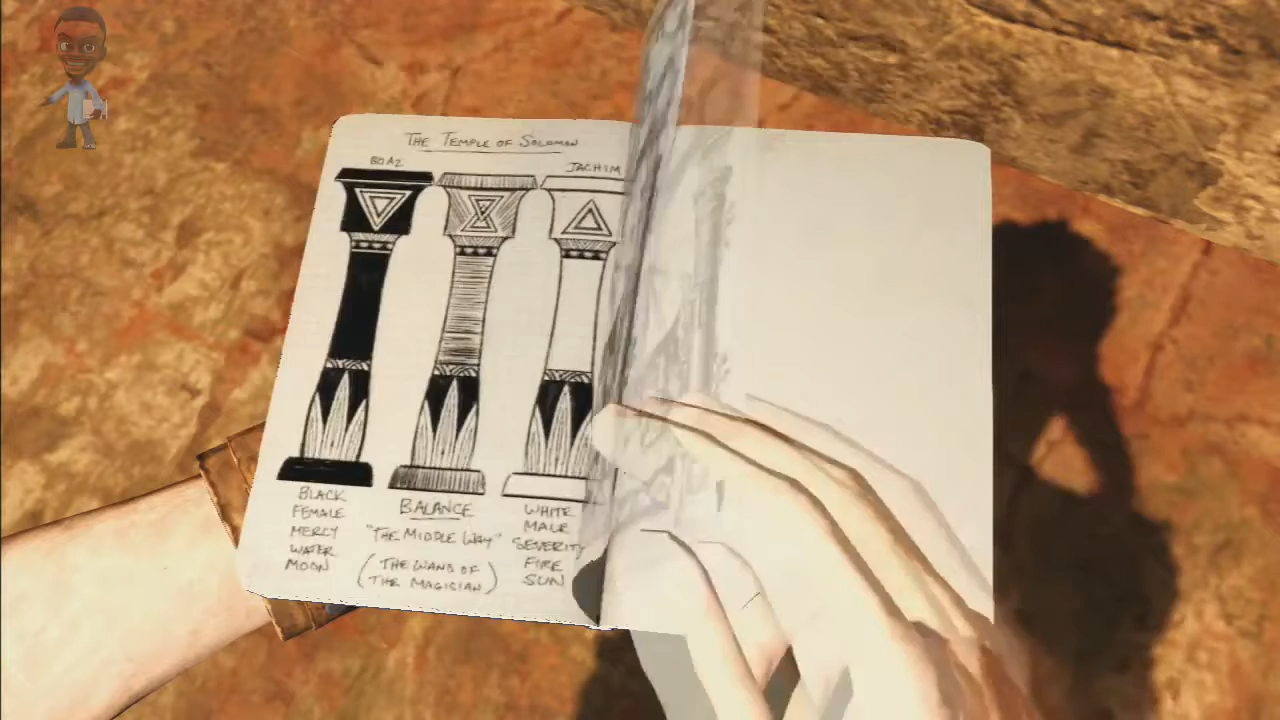 THE TEMPLE OF SOLOMON
BOAZ
JACHIM
BLACK
FEMALE
MERCY
WATER
MOON
BALANCE
"THE MIDDLE WAY"
(THE WAND OF
THE MAGICIAN)
WHITE
MALE
SEVERITY
FIRE
SUN